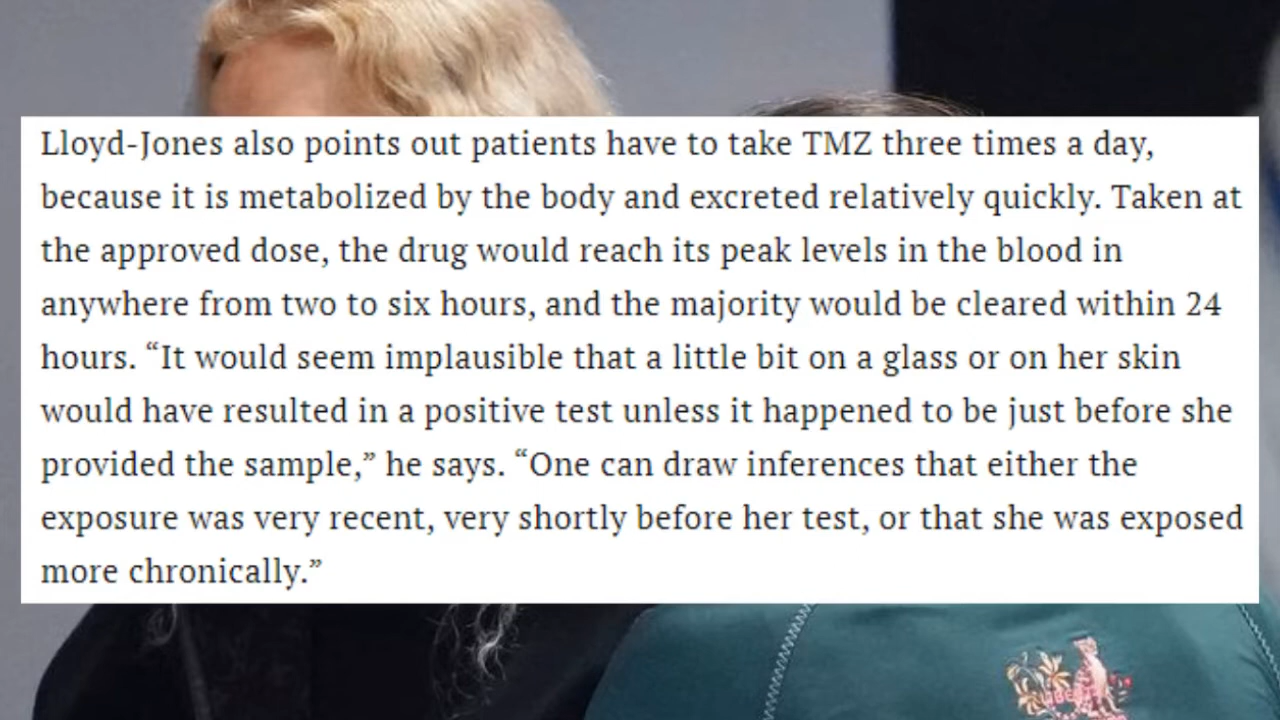 Lloyd-Jones also points out patients have to take TMZ three times a day,
because it is metabolized by the body and excreted relatively quickly. Taken at
the approved dose, the drug would reach its peak levels in the blood in
anywhere from two to six hours, and the majority would be cleared within 24
hours. “It would seem implausible that a little bit on a glass or on her skin
would have resulted in a positive test unless it happened to be just before she
provided the sample,” he says. “One can draw inferences that either the
exposure was very recent, very shortly before her test, or that she was exposed
more chronically.”